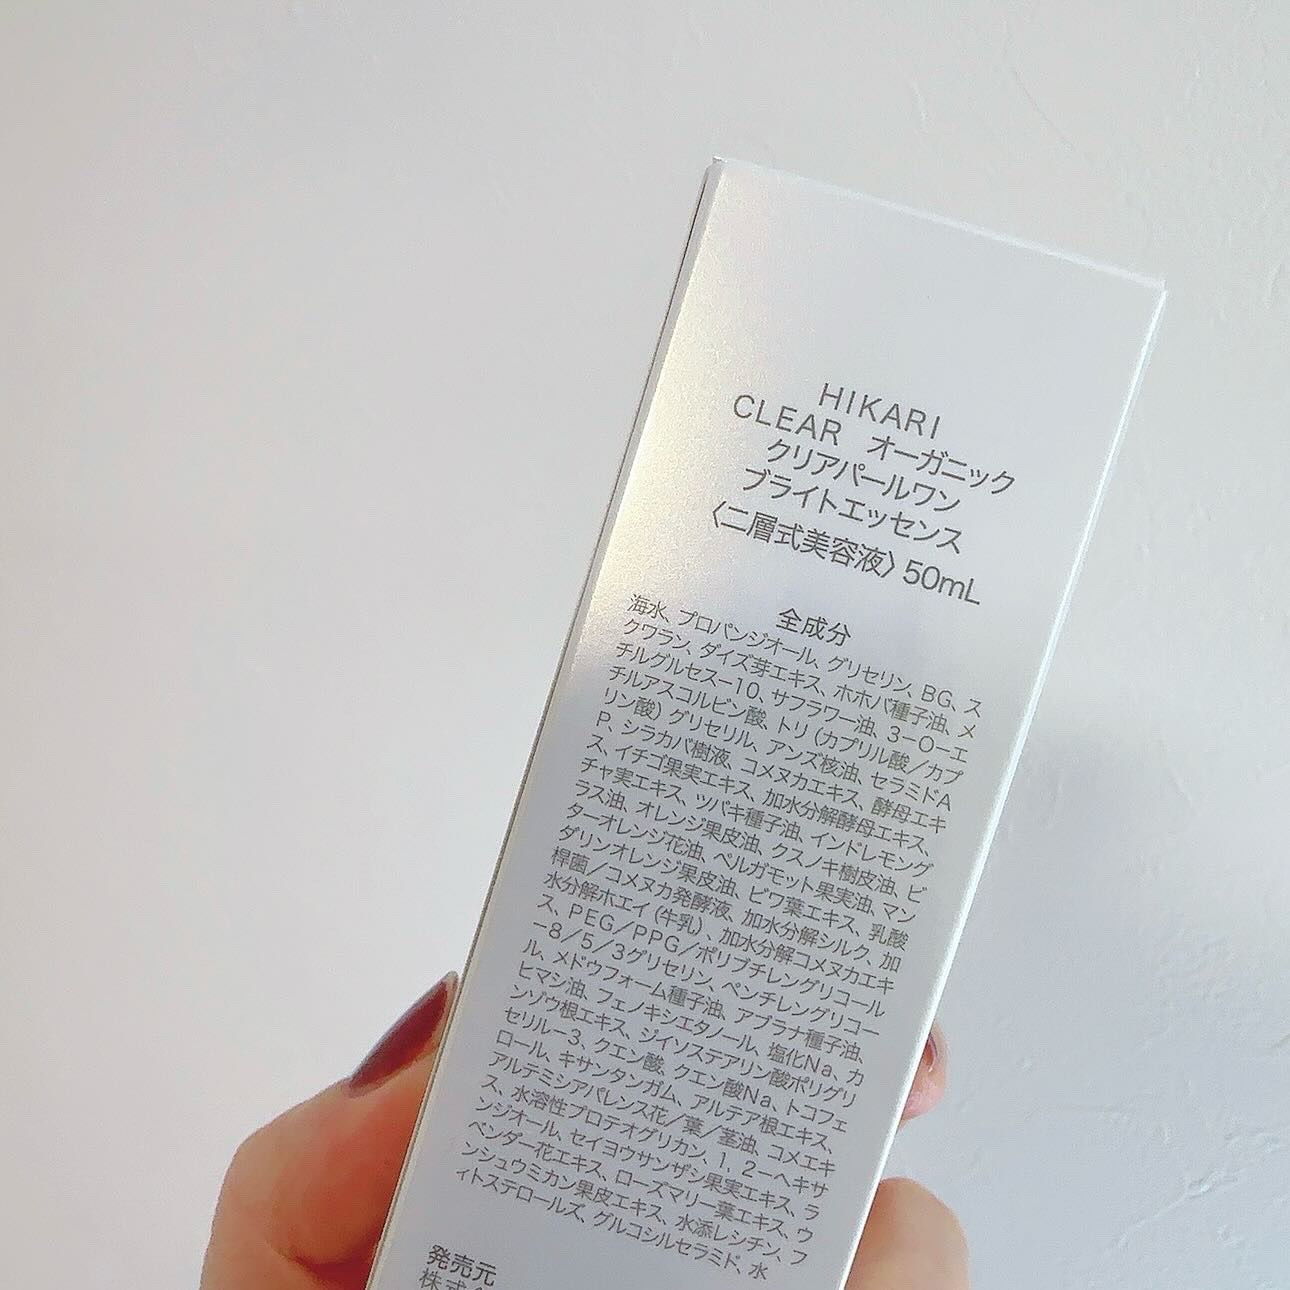 HIKARI
CLEAR オーガニック
クリアパールワン
ブライトエッセンス
〈二層式美容液〉50mL
全成分
海水、プロパンジオール、グリセリン、BG、ス
クワラン、ダイズ芽エキス、ホホバ種子油、メ
チルグルセス-10、サフラワー油、3-O-エ
チルアスコルビン酸、トリ(カプリル酸/カプ
リン酸)グリセリル、アンズ核油、セラミドA
P、シラカバ樹液、コメヌカエキス、酵母エキ
ス、イチゴ果実エキス、加水分解酵母エキス、
チャ実エキス、ツバキ種子油、インドレモング
ラス油、オレンジ果皮油、クスノキ樹皮油、ビ
ターオレンジ花油、ベルガモット果実油、マン
ダリンオレンジ果皮油、ビワ葉エキス、乳酸
桿菌/コメヌカ発酵液、加水分解シルク、加
水分解ホエイ(牛乳)、加水分解コメヌカエキ
ス、PEG/PPG/ポリブチレングリコール
-8/5/3グリセリン、ペンチレングリコー
ル、メドウフォーム種子油、アブラナ種子油、
ヒマシ油、フェノキシエタノール、塩化Na、カ
ンゾウ根エキス、ジイソステアリン酸ポリグリ
セリル-3、クエン酸、クエン酸Na、トコフェ
ロール、キサンタンガム、アルテア根エキス、
アルテミシアパレンス花/葉/茎油、コメエキ
ス、水溶性プロテオグリカン、1,2-ヘキサ
ンジオール、セイヨウサンザシ果実エキス、ラ
ベンダー花エキス、ローズマリー葉エキス、ウ
ンシュウミカン果皮エキス、水添レシチン、フ
ィトステロールズ、グルコシルセラミド、水
発売元
株式